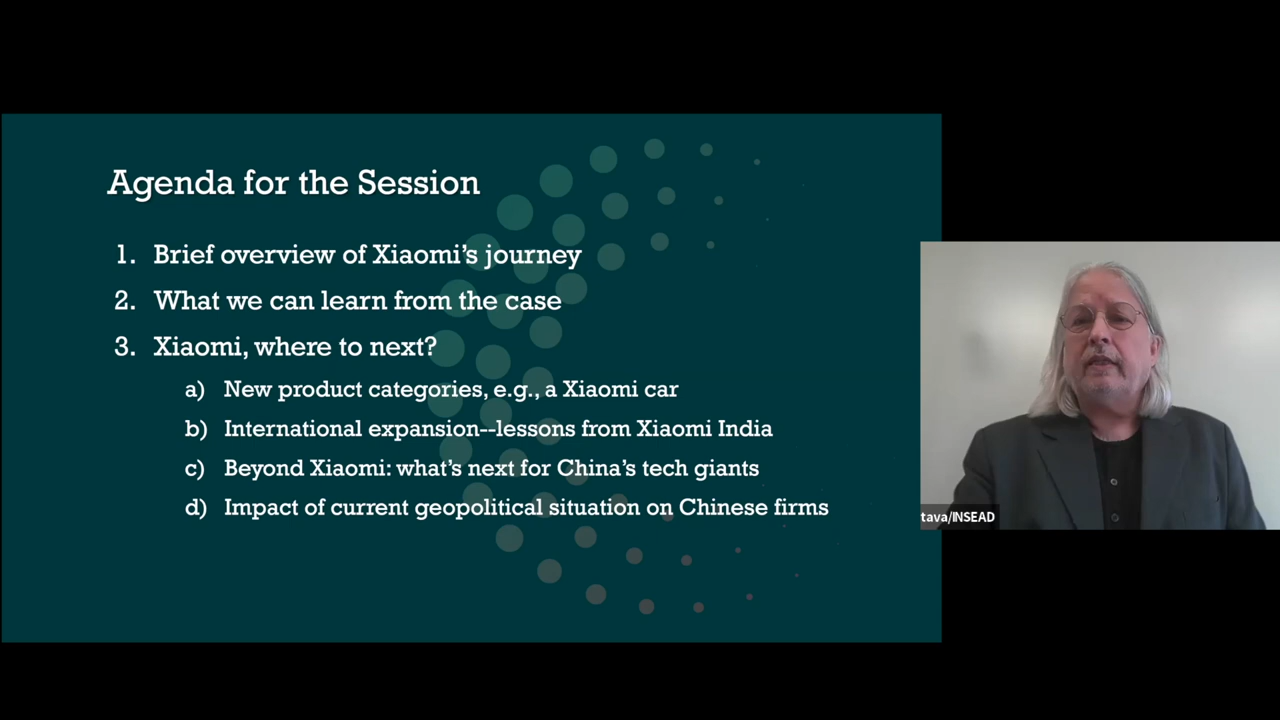 Agenda for the Session
1. Brief overview of Xiaomi's journey
2. What we can learn from the case
3. Xiaomi, where to next?
a) New product categories, e.g., a Xiaomi car
b) International expansion--lessons from Xiaomi India
c) Beyond Xiaomi: what's next for China's tech giants
d) Impact of current geopolitical situation on Chinese firms
tava/INSEAD